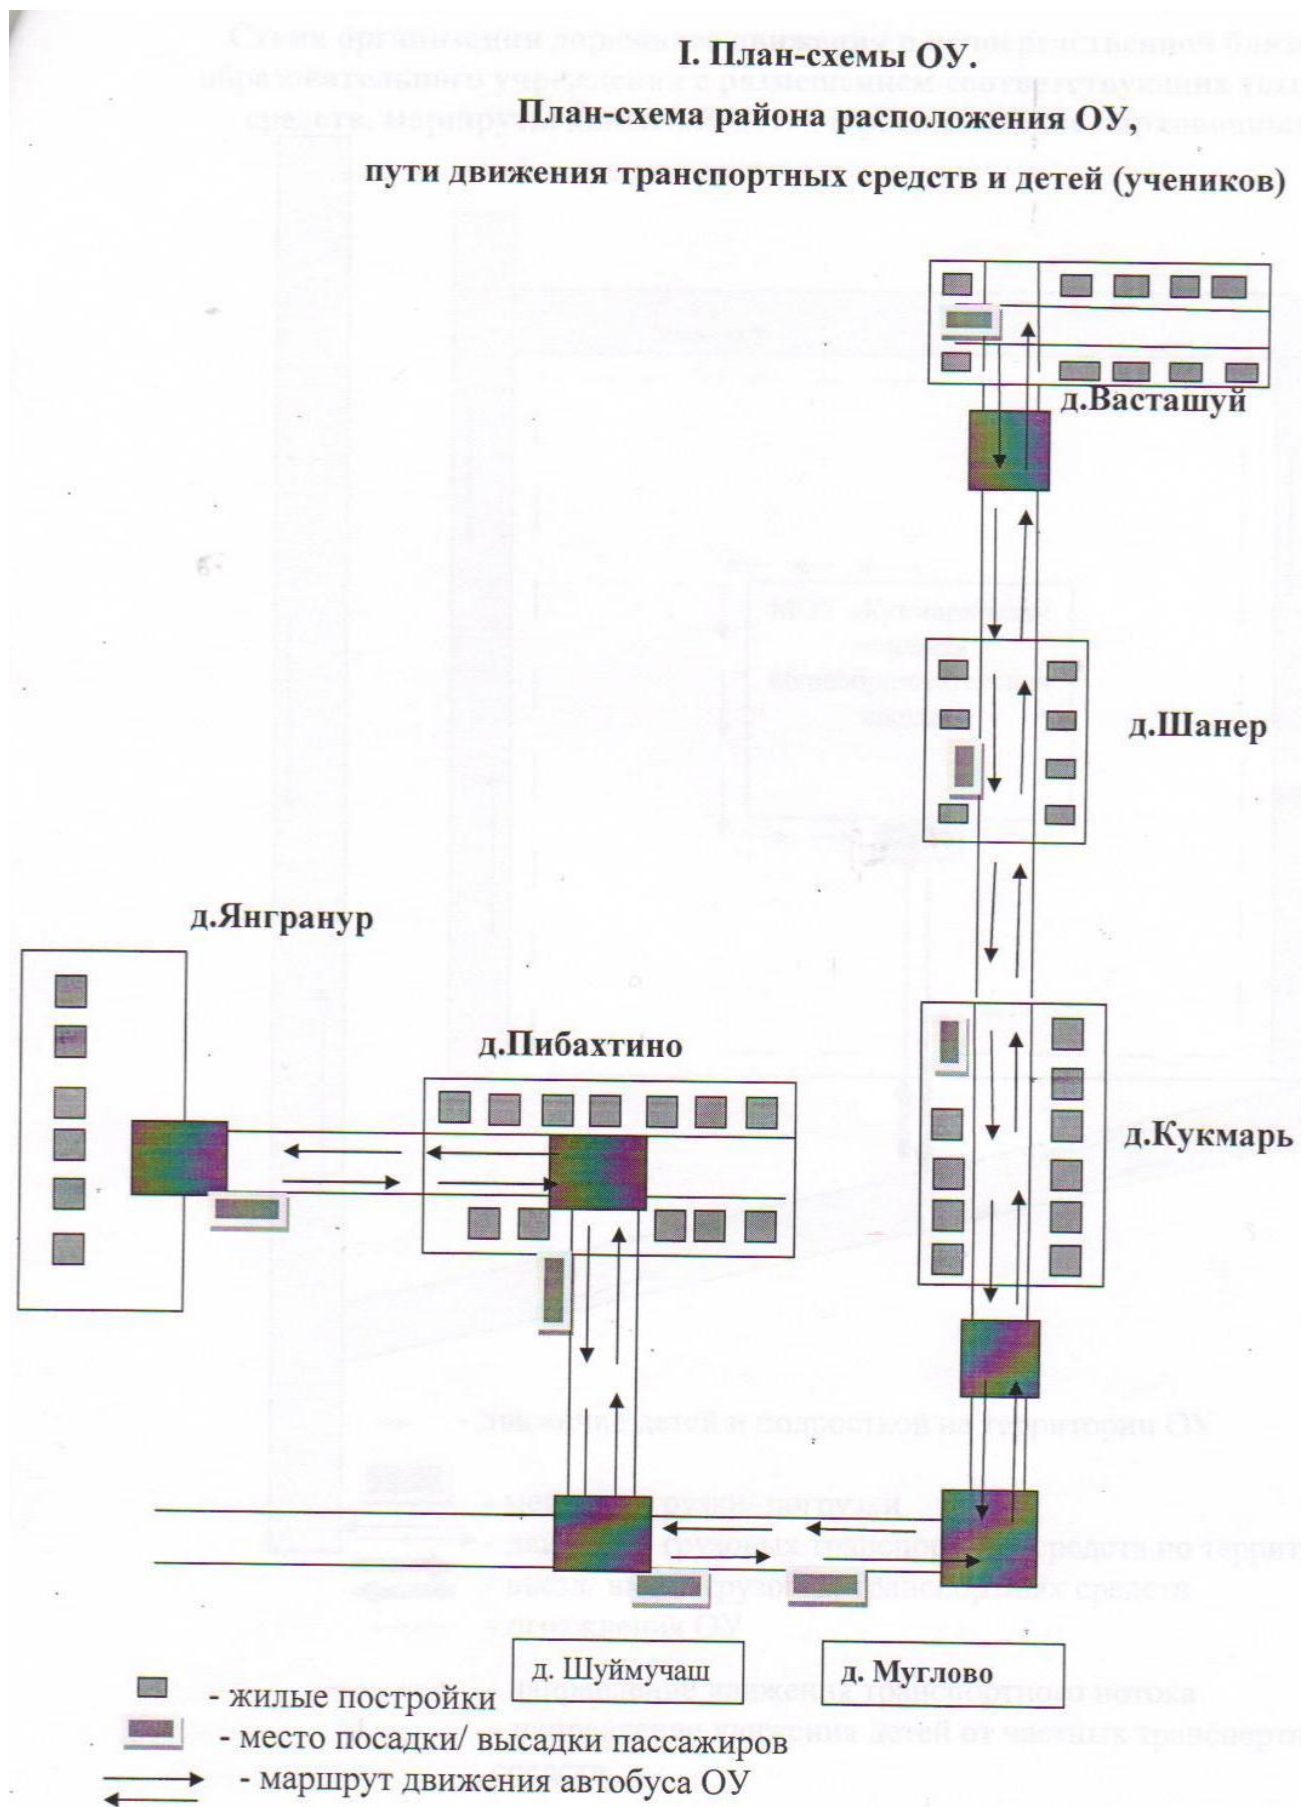 I. План-схемы ОУ.
План-схема района расположения ОУ,
пути движения транспортных средств и детей (учеников)
д.Васташуй
д.Шанер
д.Янгранур
д.Пибахтино
д.Кукмарь
д. Шуймучаш
д. Муглово
- жилые постройки
- место посадки/ высадки пассажиров
- маршрут движения автобуса ОУ